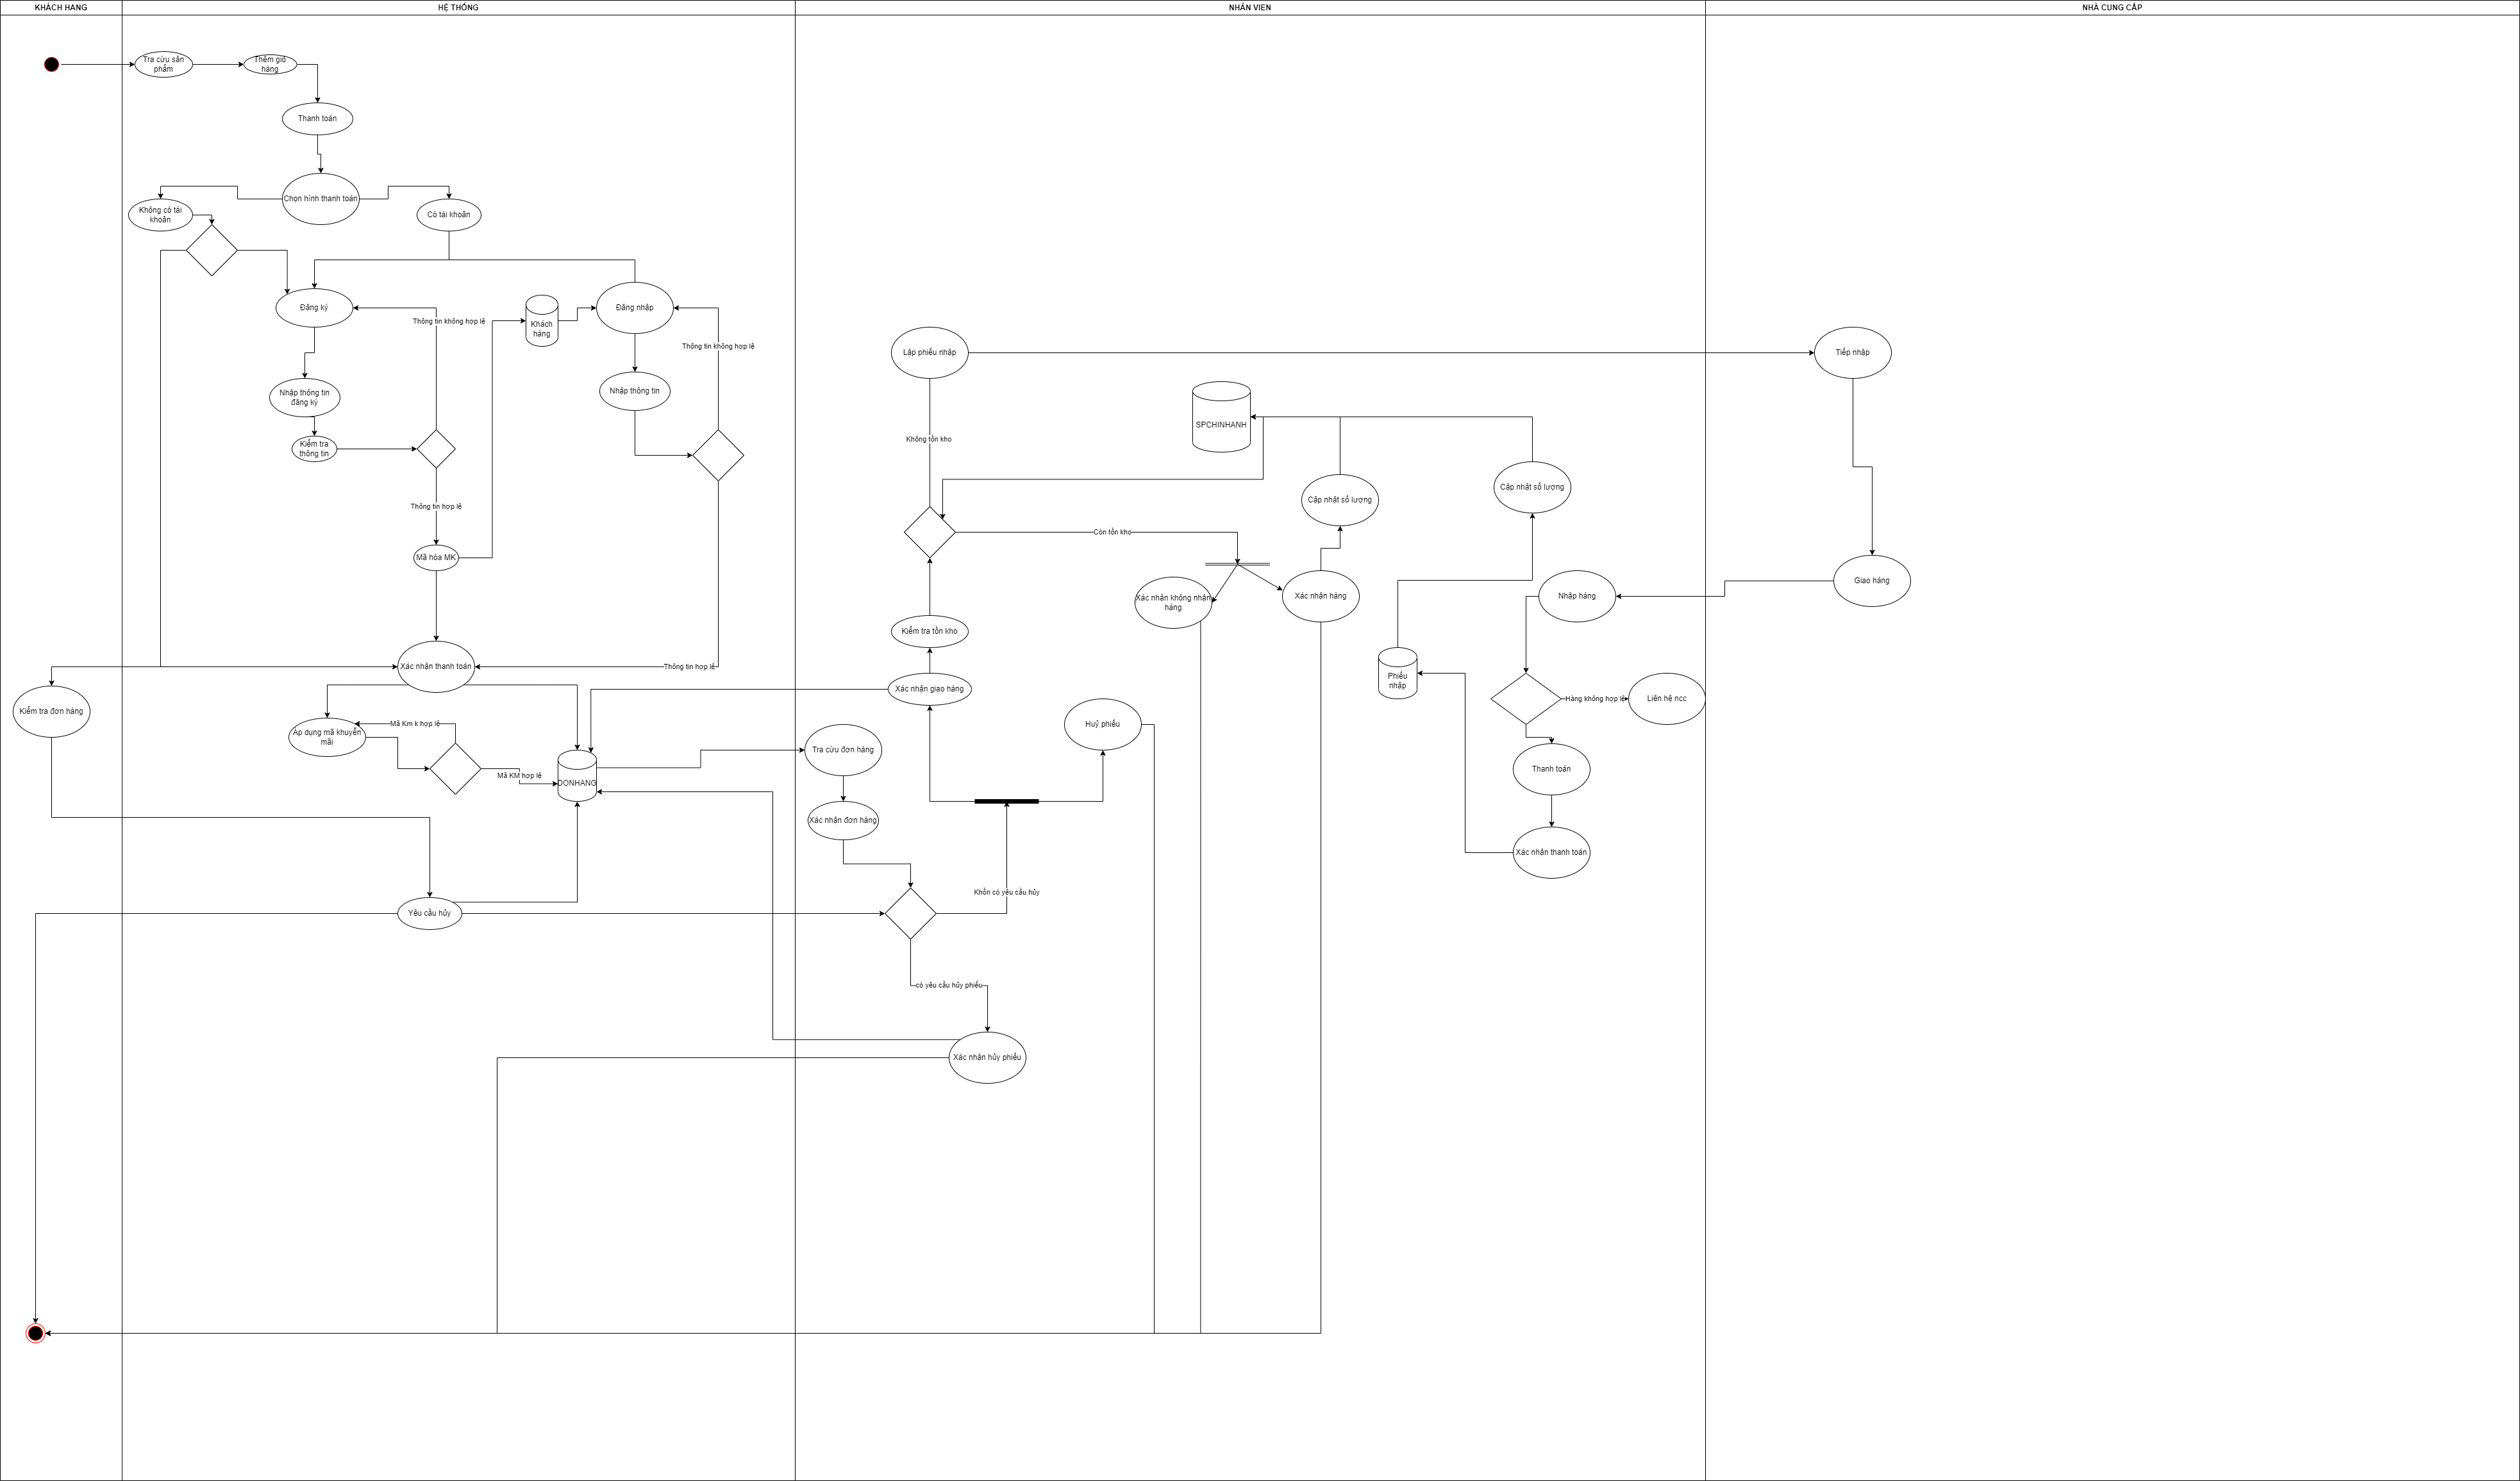 KHÁCH HANG
HỆ THỐNG
NHÂN VIEN
NHÀ CUNG CẤP
Tra cứu sản
phẩm
Thêm giỏ
hàng
Thanh toán
Chọn hình thanh toán
Không có tài
khoản
Có tài khoản
Đăng ký
Thông tin không hợp lệ
Khách
hàng
Đăng nhập
Thông tin không hợp lệ
Nhập thông tin
đăng ký
Nhập thông tin
Kiểm tra
thông tin
Thông tin hợp lệ
Mã hóa MK
Xác nhận thanh toán
Thông tin hợp lệ
Kiểm tra đơn hàng
Áp dụng mã khuyễn
mãi
Mã Km k hợp lệ
Mã KM hợp lệ
DONHANG
Yêu cầu hủy
Lập phiếu nhập
Không tồn kho
SPCHINHANH
Cập nhật số lượng
Cập nhật số lượng
Còn tồn kho
Xác nhận không nhận
hàng
Xác nhận hàng
Nhập hàng
Kiểm tra tồn kho
Xác nhận giao hàng
Phiếu
nhập
Hàng không hợp lệ
Liên hệ ncc
Huỷ phiếu
Tra cứu đơn hàng
Thanh toán
Xác nhận đơn hàng
Xác nhận thanh toán
Khôn có yêu cầu hủy
có yêu cầu hủy phiếu
Xác nhận hủy phiếu
Tiếp nhập
Giao hàng